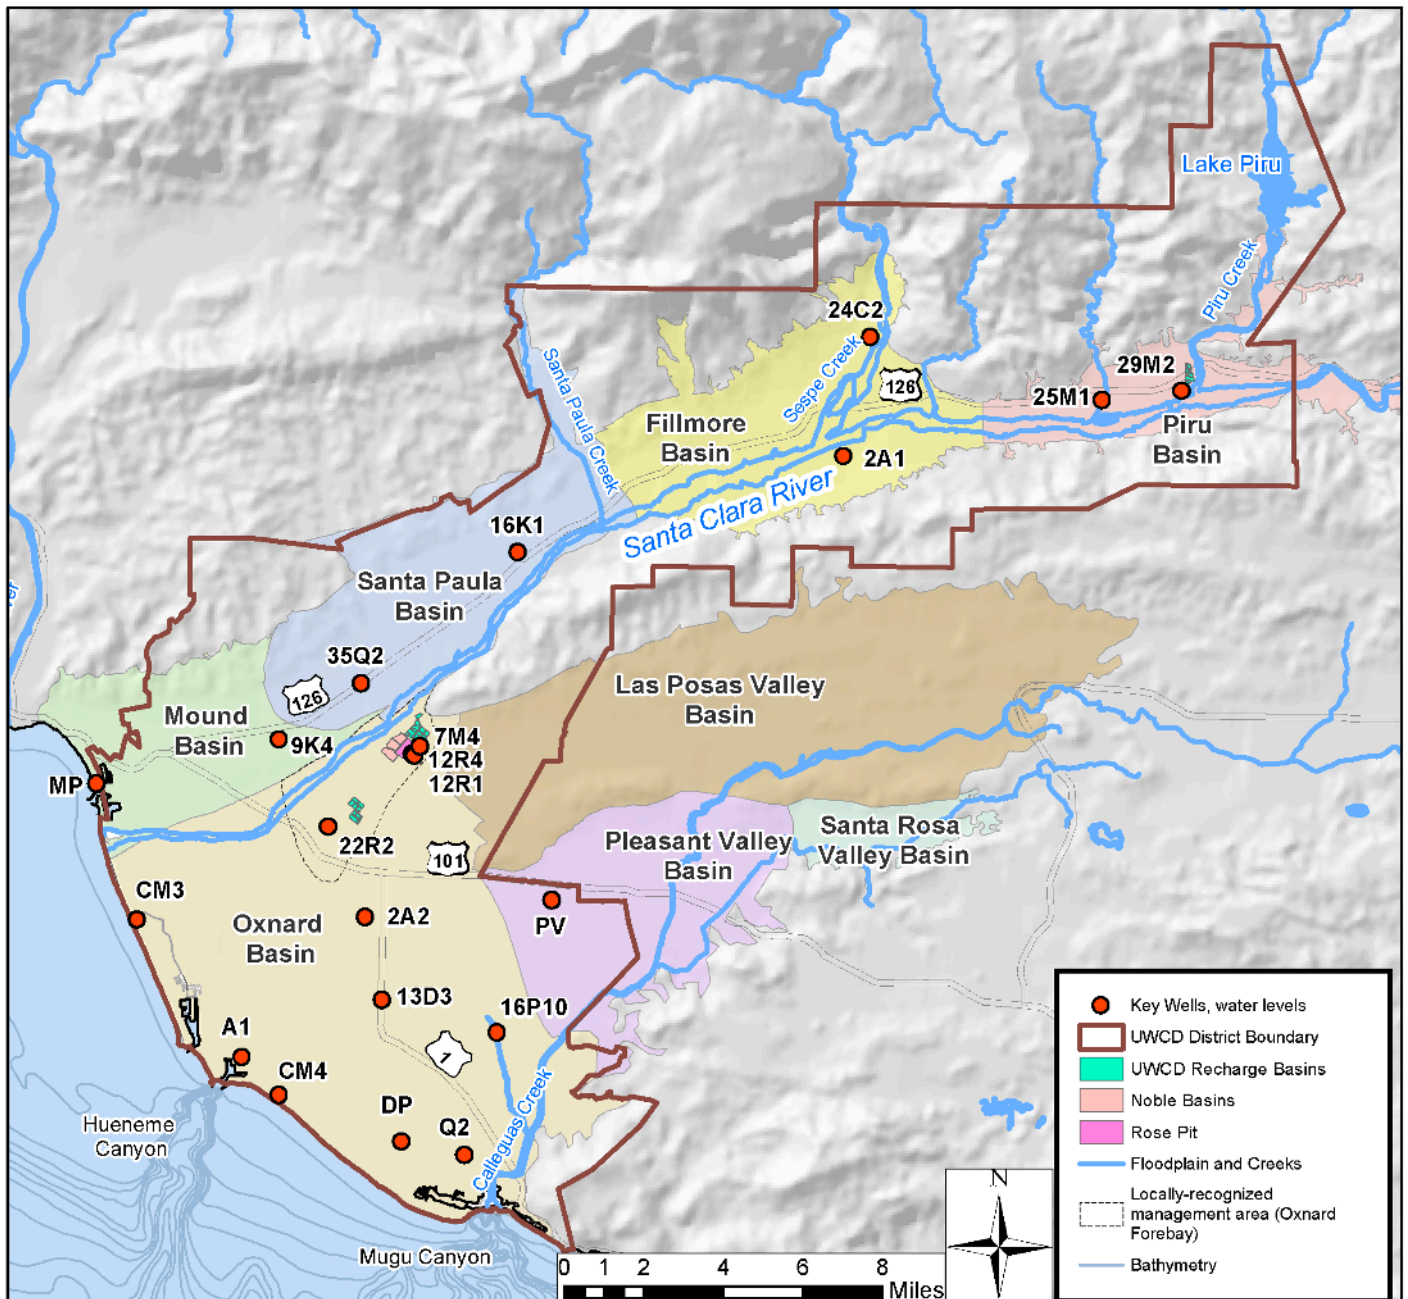 Lake Piru
Piru Creek
24C2
Santa Paula Creek
Sespe Creek
126
29M2
25M1
Fillmore
Basin
Piru
Basin
2A1
Santa Clara River
16K1
Santa Paula
Basin
35Q2
126
Las Posas Valley
Basin
Mound
Basin
9K4
7M4
12R4
12R1
MP
22R2
101
Pleasant Valley
Basin
Santa Rosa
Valley Basin
CM3
2A2
PV
Oxnard
Basin
13D3
16P10
A1
1
CM4
DP
Q2
Calleguas Creek
Hueneme
Canyon
Mugu Canyon
Key Wells, water levels
UWCD District Boundary
UWCD Recharge Basins
Noble Basins
Rose Pit
Floodplain and Creeks
Locally-recognized
management area (Oxnard
Forebay)
Bathymetry
N
0 1 2 4 6 8
Miles